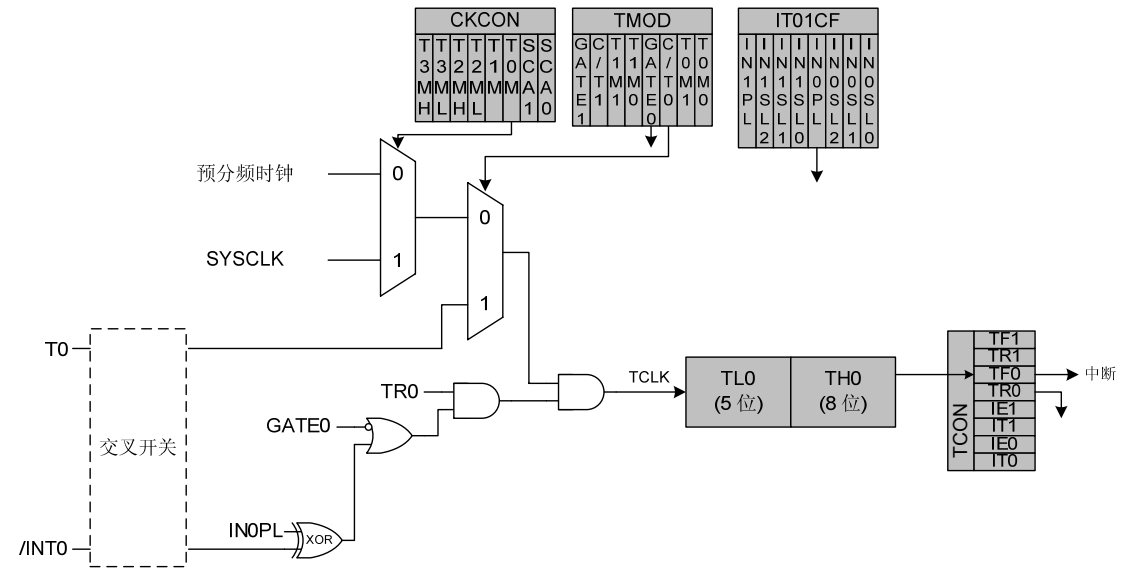 CKCON
T3MH
T3ML
T2MH
T2ML
T1M
T0M
SCA1
SCA0
TMOD
GATE1
C/T1
T1M1
T1M0
GATE0
C/T0
T0M1
T0M0
IT01CF
IN1PL
IN1SL2
IN1SL1
IN1SL0
IN0PL
IN0SL2
IN0SL1
IN0SL0
预分频时钟
0
SYSCLK
1
0
1
T0
交叉开关
/INT0
TR0
GATE0
IN0PL
XOR
TCLK
TL0
(5 位)
TH0
(8 位)
TCON
TF1
TR1
TF0
TR0
IE1
IT1
IE0
IT0
中断